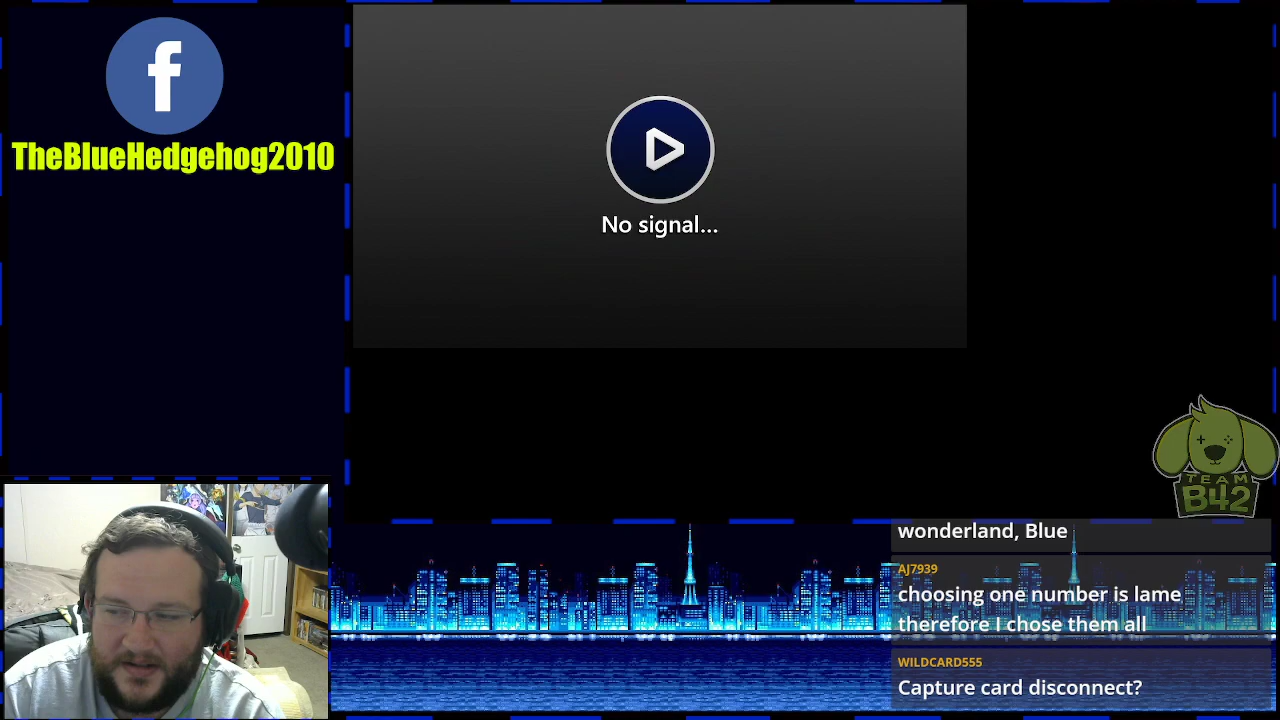 f
TheBlueHedgehog2010
No signal...
TEAM
B42
wonderland, Blue
AJ7939
choosing one number is lame
therefore I chose them all
WILDCARD555
Capture card disconnect?